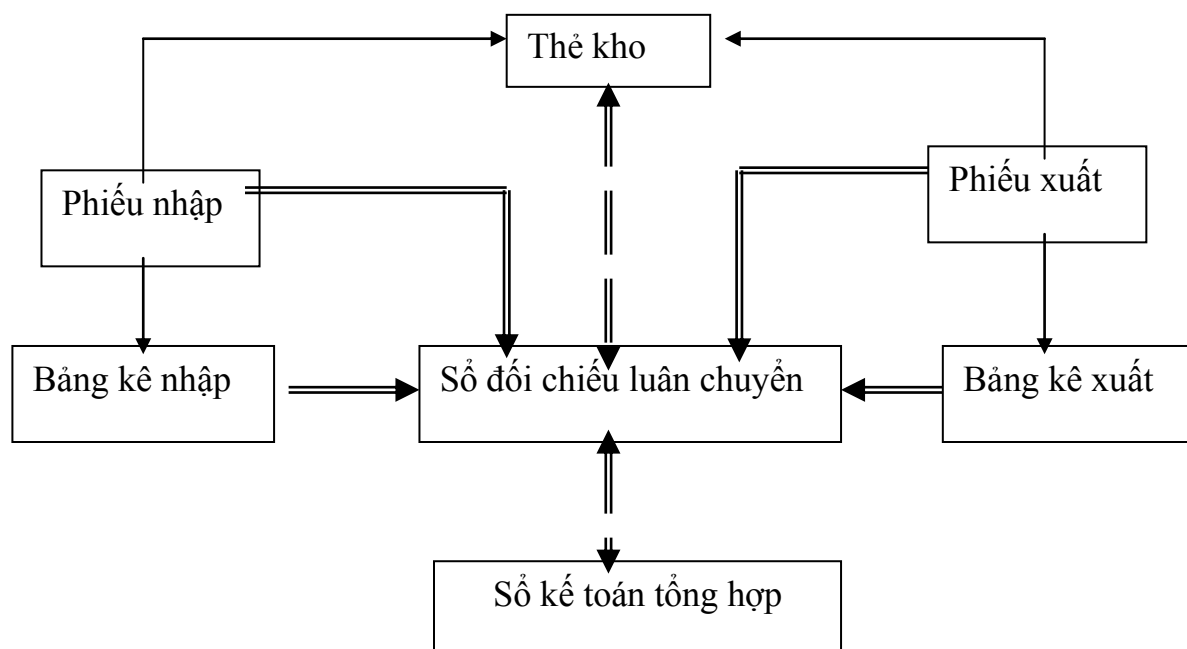 Thẻ kho
Phiếu nhập
Phiếu xuất
Bảng kê nhập
Sổ đối chiếu luân chuyển
Bảng kê xuất
Sổ kế toán tổng hợp